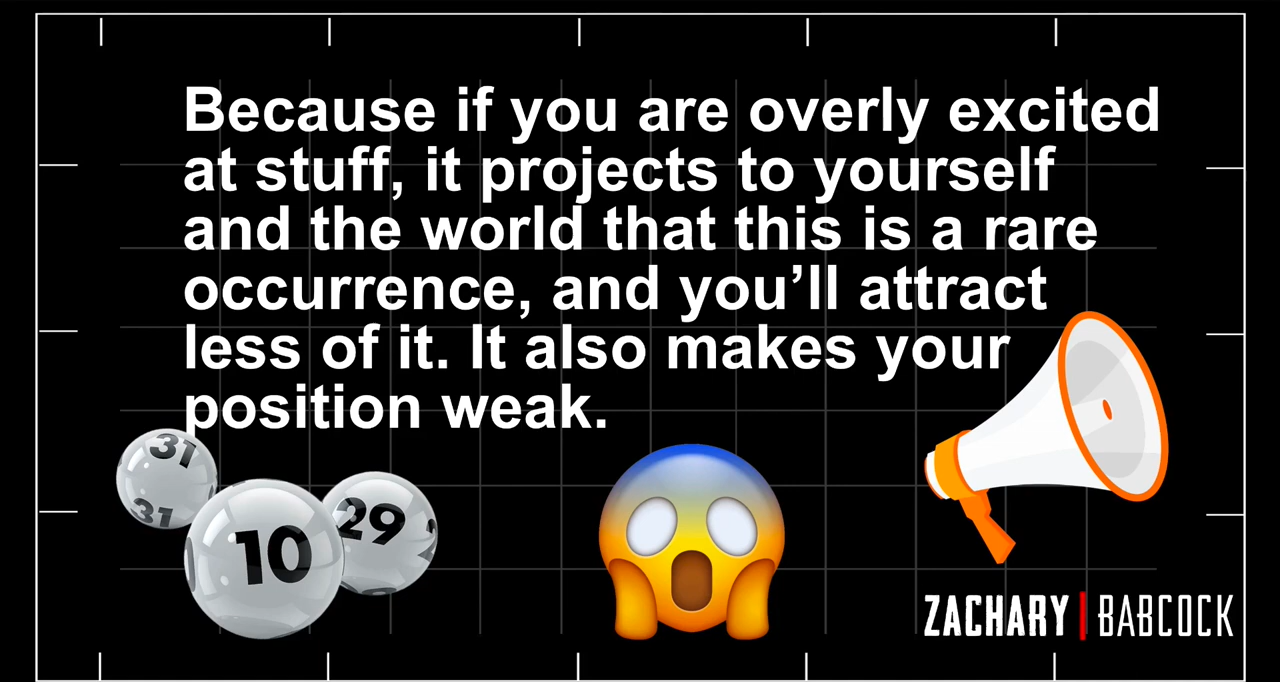 Because if you are overly excited
at stuff, it projects to yourself
and the world that this is a rare
occurrence, and you’ll attract
less of it. It also makes your
position weak.
31
31
10
29
ZACHARY | BABCOCK